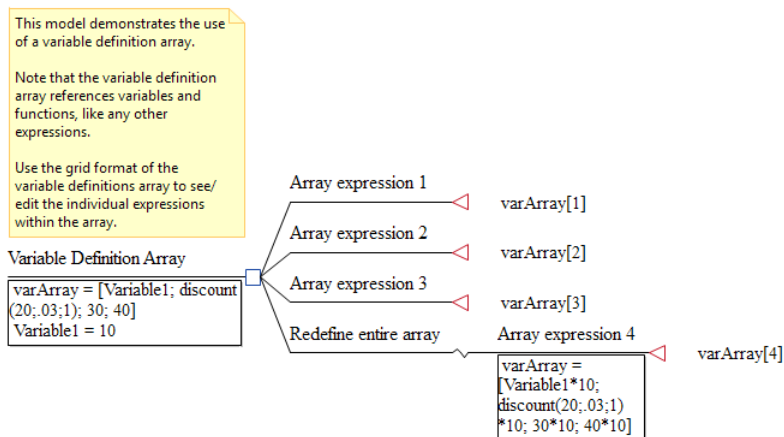 This model demonstrates the use
of a variable definition array.
Note that the variable definition
array references variables and
functions, like any other
expressions.
Use the grid format of the
variable definitions array to see/
edit the individual expressions
within the array.
Variable Definition Array
varArray = [Variable1; discount
(20;.03;1); 30; 40]
Variable1 = 10
Array expression 1
varArray[1]
Array expression 2
varArray[2]
Array expression 3
varArray[3]
Redefine entire array
Array expression 4
varArray[4]
varArray =
[Variable1*10;
discount(20;.03;1)
*10; 30*10; 40*10]